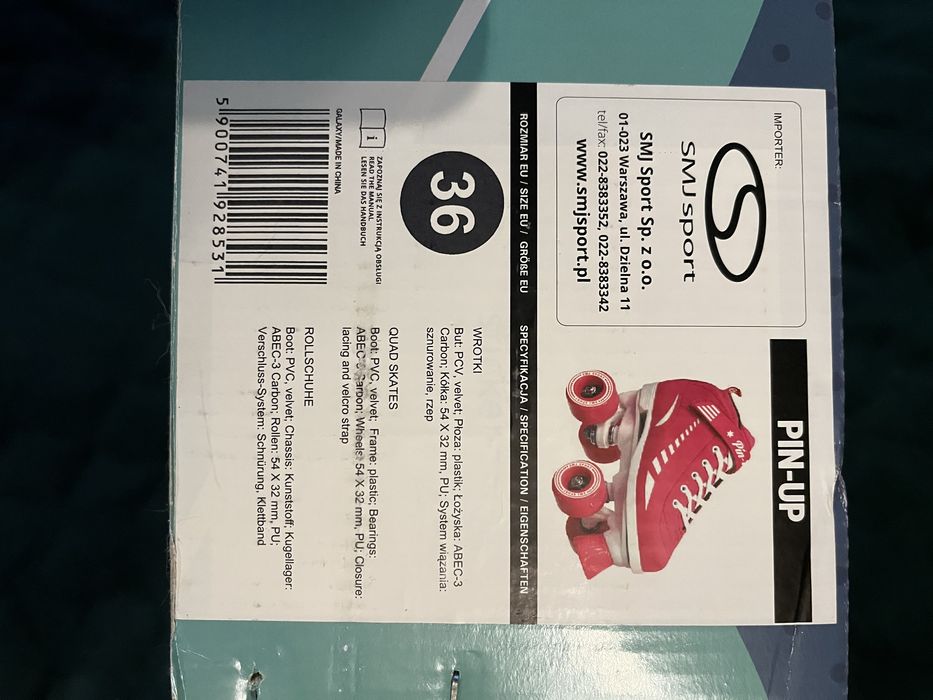 IMPORTER:
SMJ sport
SMJ Sport Sp. z o.o.
01-023 Warszawa, ul. Dzielna 11
tel/fax: 022-8383352, 022-8383342
www.smjsport.pl
PIN-UP
Pin-
ROZMIAR EU / SIZE EU / GRÖßE EU
SPECYFIKACJA / SPECIFICATION / EIGENSCHAFTEN
36
ZAPOZNAJ SIĘ Z INSTRUKCJĄ OBSŁUGI
READ THE MANUAL
LESEN SIE DAS HANDBUCH
GALAXY/MADE IN CHINA
5 900741 928531
WROTKI
But: PCV, velvet; Płoza: plastik; Łożyska: ABEC-3
Carbon; Kółka: 54 X 32 mm, PU; System wiązania:
sznurowanie, rzep
QUAD SKATES
Boot: PVC, velvet; Frame: plastic; Bearings:
ABEC-3 Carbon; Wheels: 54 X 32 mm, PU; Closure:
lacing and velcro strap
ROLLSCHUHE
Boot: PVC, velvet; Chassis: Kunststoff; Kugellager:
ABEC-3 Carbon; Rollen: 54 X 32 mm, PU;
Verschluss-System: Schnürung, Klettband